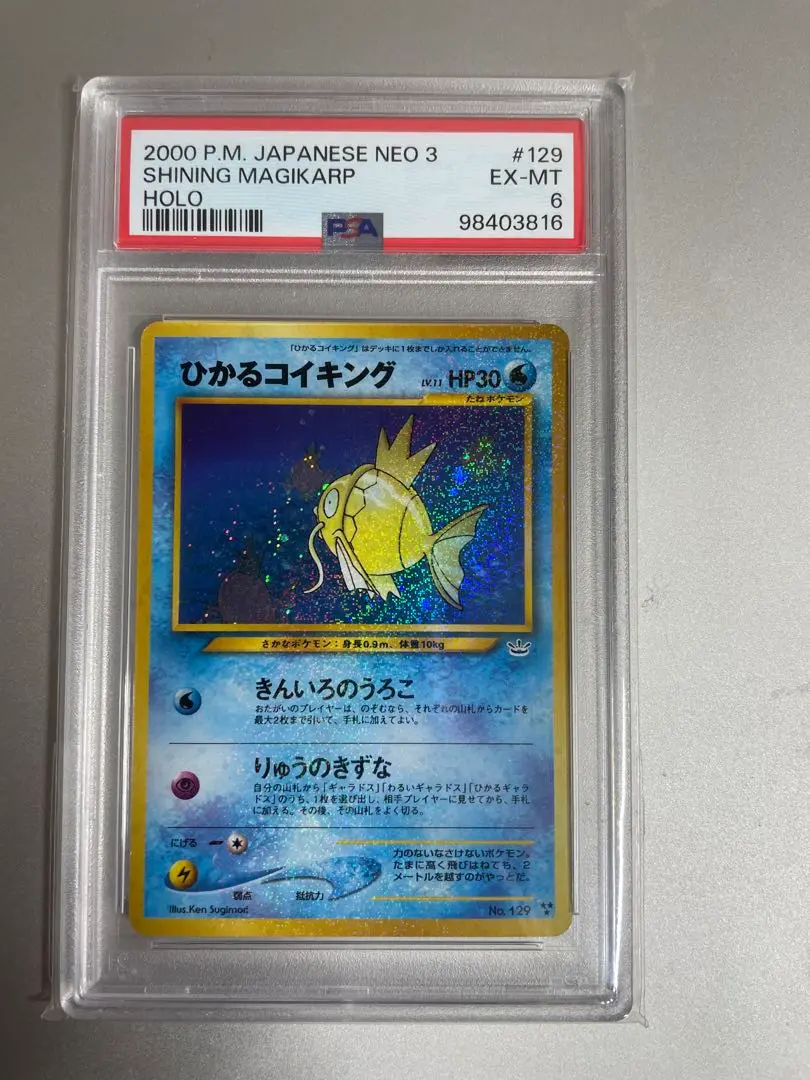 2000 P.M. JAPANESE NEO 3 #129
SHINING MAGIKARP EX-MT
HOLO 6
PSA 98403816
「ひかるコイキング」はデッキに1枚までしか入れることができません。
ひかるコイキング LV.11 HP30
たねポケモン
さかなポケモン：身長0.9m、体重10kg
きんいろのうろこ
おたがいのプレイヤーは、のぞむなら、それぞれの山札からカードを
最大2枚まで引いて、手札に加えてよい。
りゅうのきずな
自分の山札から「ギャラドス」「わるいギャラドス」「ひかるギャラ
ドス」のうち、1枚を選び出し、相手プレイヤーに見せてから、手札
に加える。その後、その山札をよく切る。
にげる
力のないなさけないポケモン。
たまに高く飛びはねても、2
メートルを越すのがやっとだ。
弱点 抵抗力
Illus.Ken Sugimori No. 129